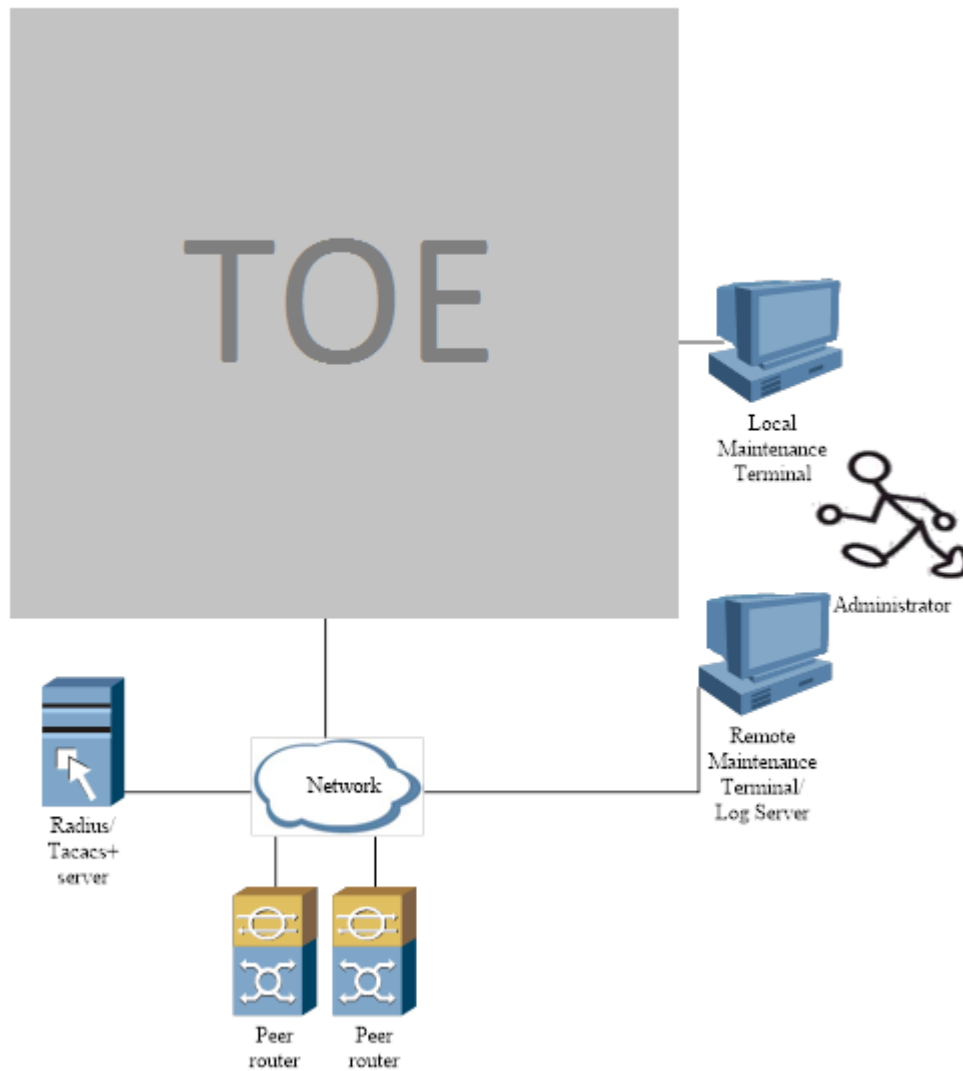 TOE
Local
Maintenance
Terminal
Administrator
Remote
Maintenance
Terminal/
Log Server
Network
Radius/
Tacacs+
server
Peer
router
Peer
router